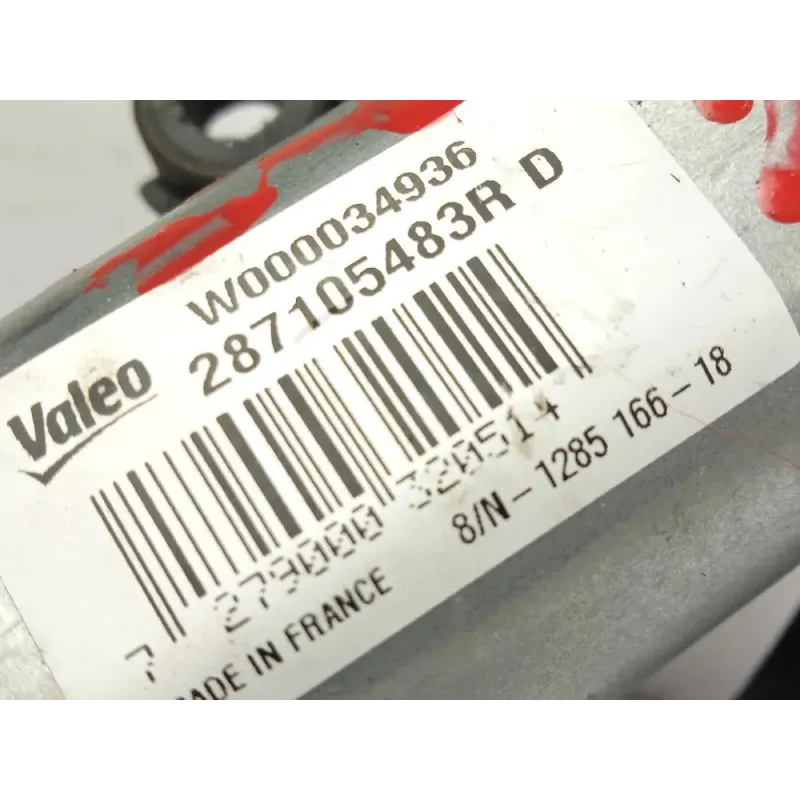 Valeo
W000034936
287105483R D
7 279000 320514
8/N-1285 166-18
MADE IN FRANCE